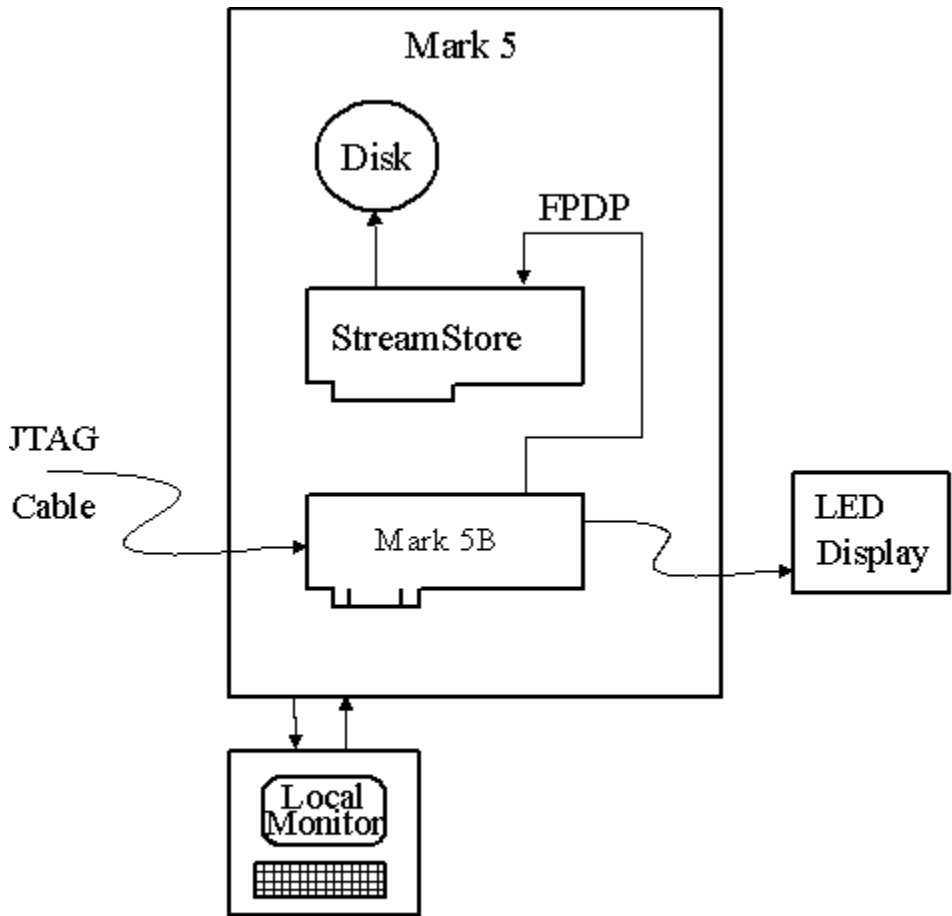 Mark 5
Disk
FPDP
StreamStore
JTAG
Cable
Mark 5B
LED
Display
Local
Monitor